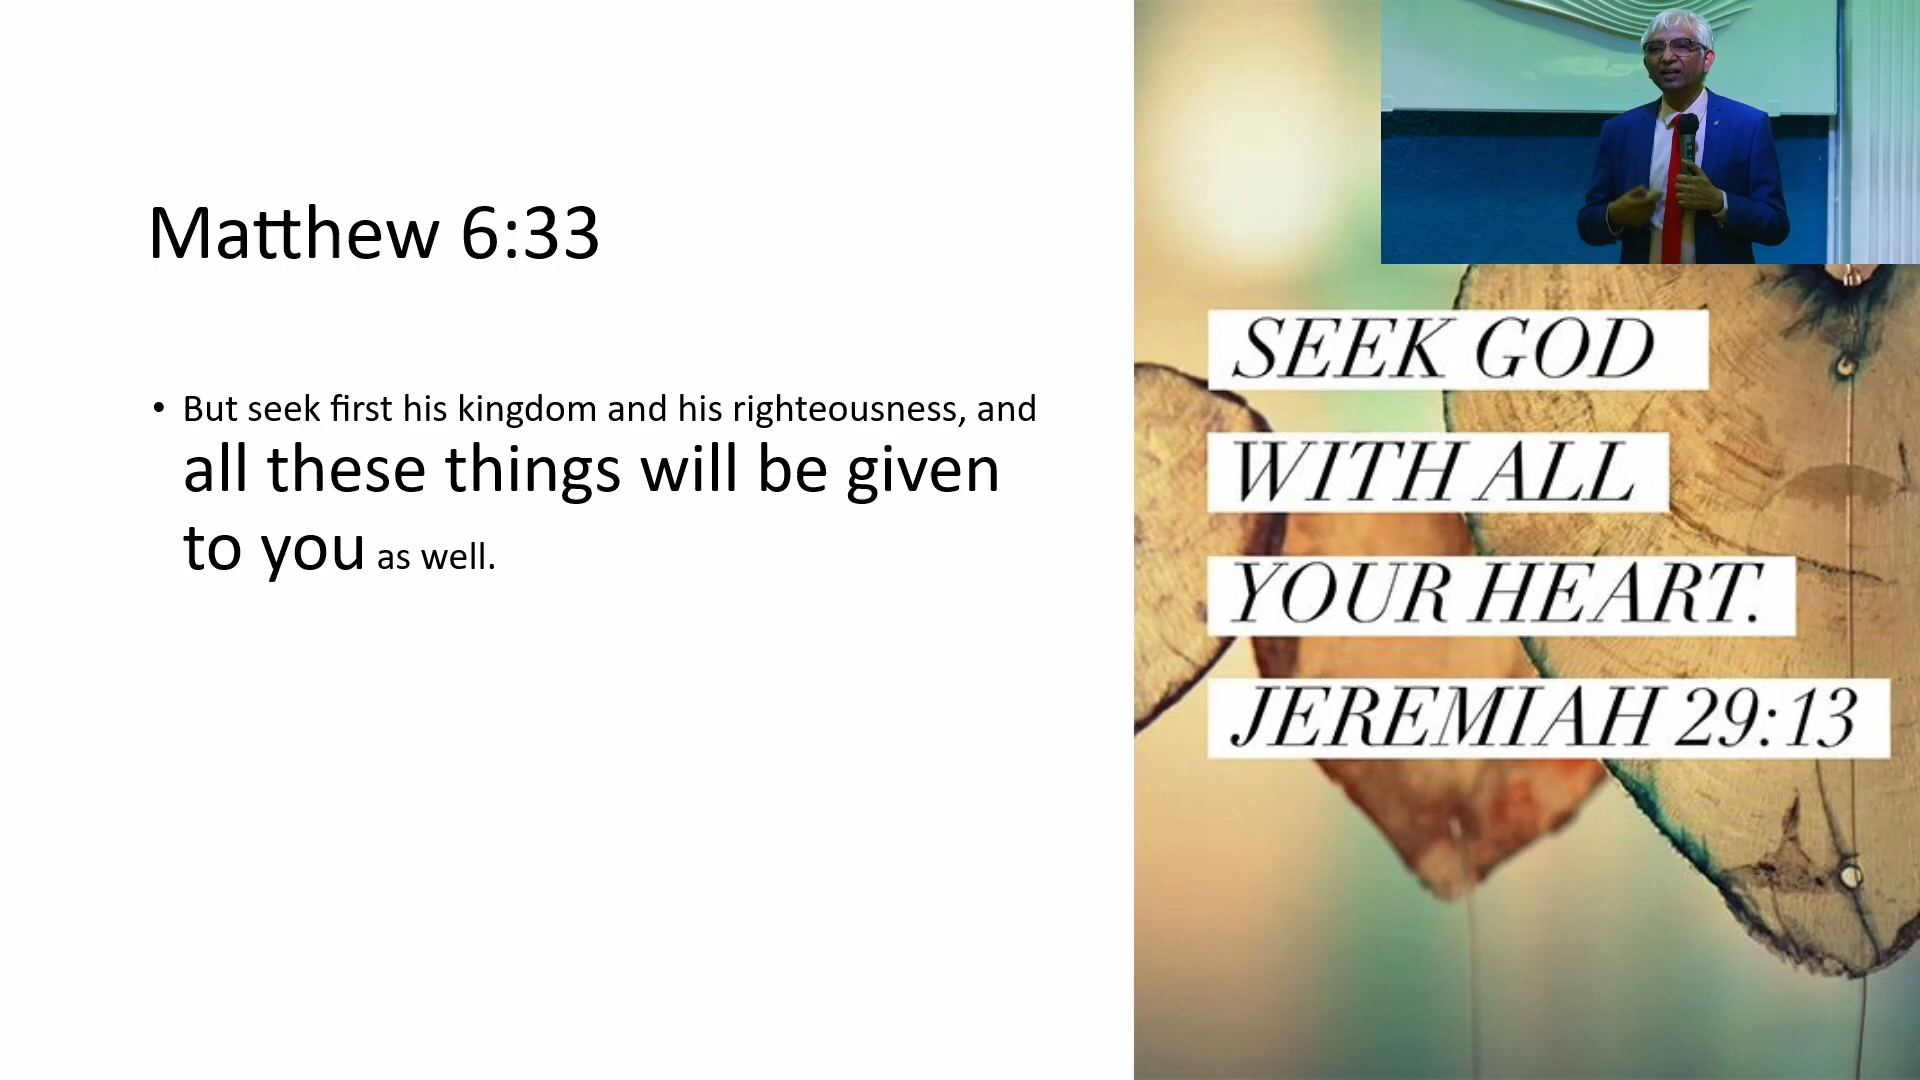 Matthew 6:33
• But seek first his kingdom and his righteousness, and
all these things will be given
to you as well.
SEEK GOD
WITH ALL
YOUR HEART.
JEREMIAH 29:13